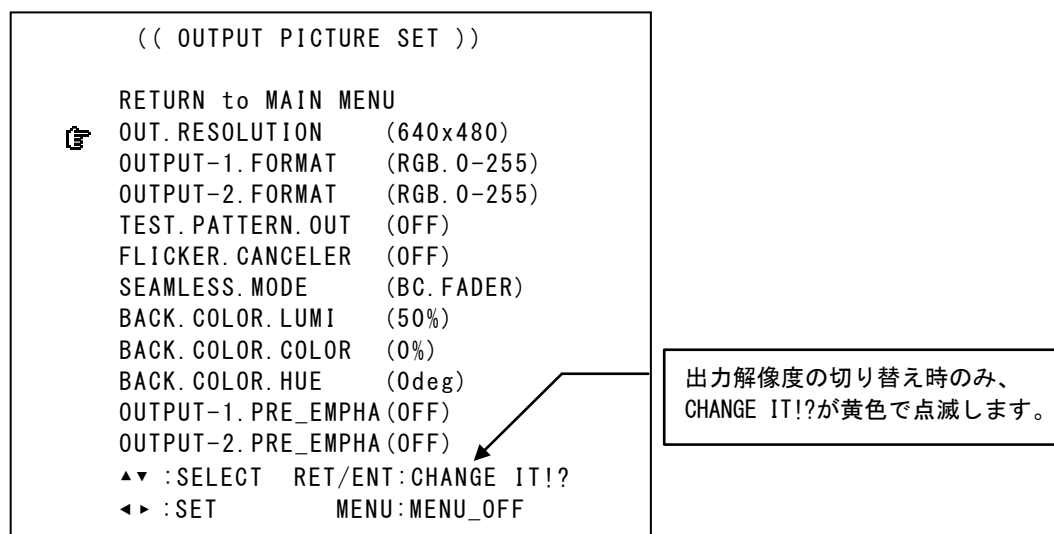 (( OUTPUT PICTURE SET ))
RETURN to MAIN MENU
☞ OUT.RESOLUTION (640x480)
OUTPUT-1.FORMAT (RGB.0-255)
OUTPUT-2.FORMAT (RGB.0-255)
TEST.PATTERN.OUT (OFF)
FLICKER.CANCELER (OFF)
SEAMLESS.MODE (BC.FADER)
BACK.COLOR.LUMI (50%)
BACK.COLOR.COLOR (0%)
BACK.COLOR.HUE (0deg)
OUTPUT-1.PRE_EMPHA(OFF)
OUTPUT-2.PRE_EMPHA(OFF)
▲▼ :SELECT RET/ENT:CHANGE IT!?
◄► :SET MENU:MENU_OFF
出力解像度の切り替え時のみ、
CHANGE IT!?が黄色で点滅します。